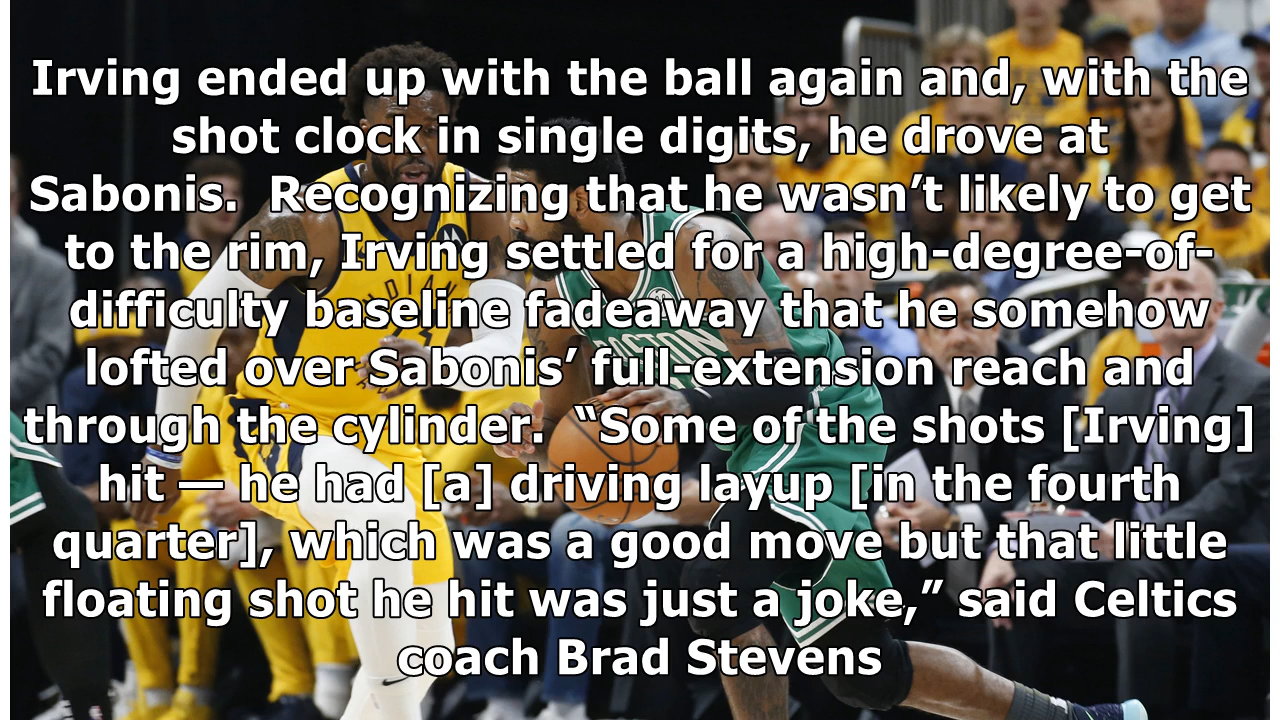 Irving ended up with the ball again and, with the
shot clock in single digits, he drove at
Sabonis.  Recognizing that he wasn’t likely to get
to the rim, Irving settled for a high-degree-of-
difficulty baseline fadeaway that he somehow
lofted over Sabonis’ full-extension reach and
through the cylinder.  “Some of the shots [Irving]
hit — he had [a] driving layup [in the fourth
quarter], which was a good move but that little
floating shot he hit was just a joke,” said Celtics
coach Brad Stevens